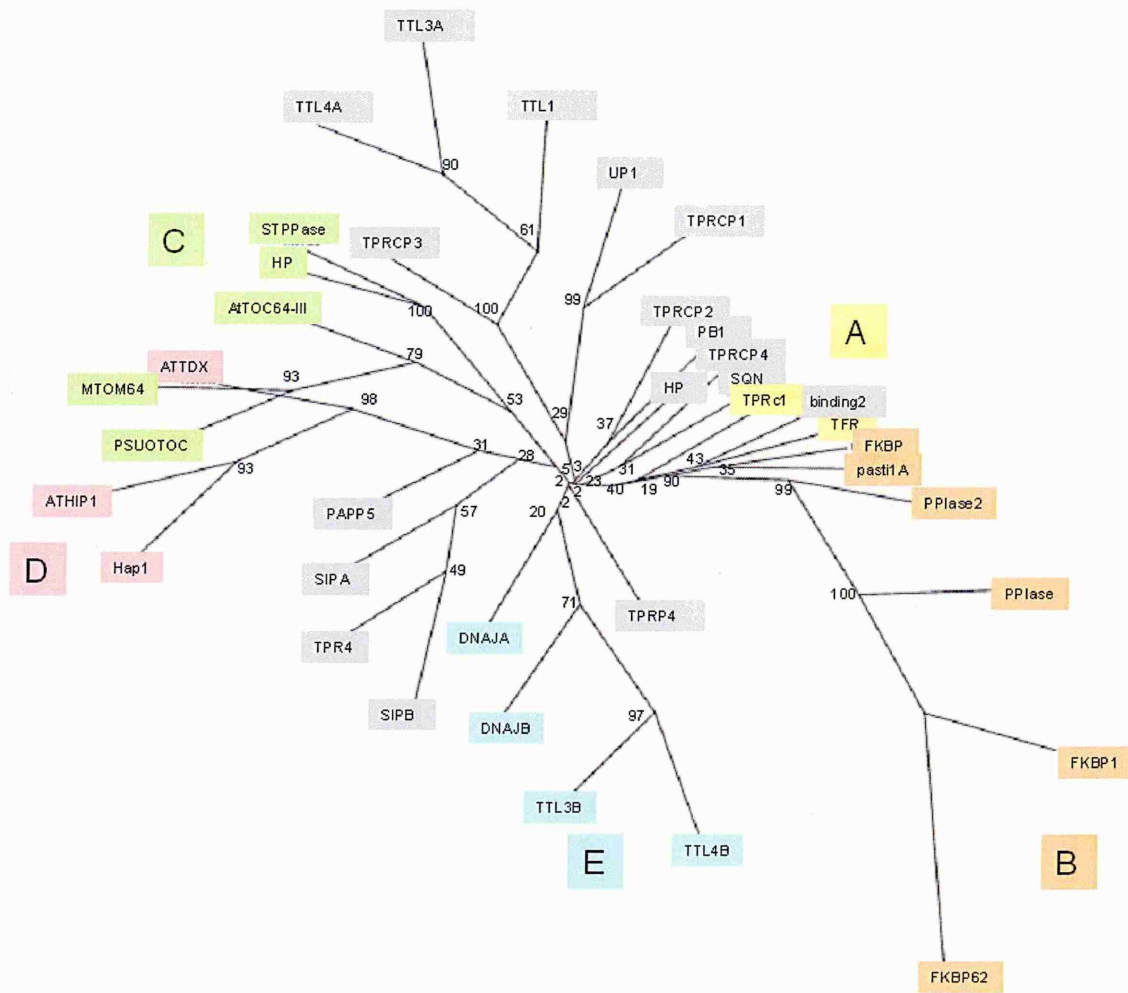 TTL3A
TTL4A
TTL1
90
UP1
C
STPPase
TPRCP3
61
TPRCP1
HP
AtTOC64-III
100
100
99
TPRCP2
A
PB1
TPRCP4
ATTDX
79
HP
SQN
MTOM64
93
TPRc1
binding2
98
53
29
37
TFR
PSUOTOC
FKBP
31
28
5
3
31
43
pasti1A
93
2
23
40
19
90
35
99
ATHIP1
2
PPIase2
PAPP5
57
20
2
D
Hap1
SIPA
49
PPIase
71
100
TPR4
DNAJA
TPRP4
SIPB
DNAJB
97
FKBP1
TTL3B
E
TTL4B
B
FKBP62